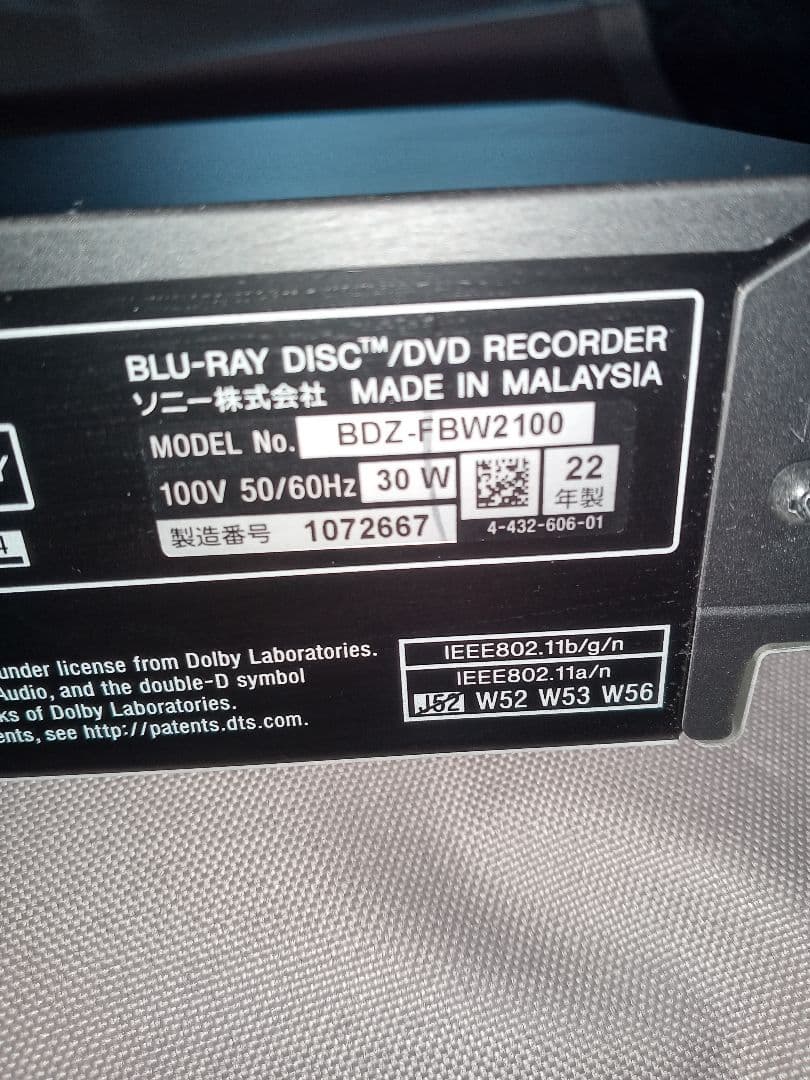 BLU-RAY DISC™/DVD RECORDER
ソニー株式会社 MADE IN MALAYSIA
MODEL No. BDZ-FBW2100
100V 50/60Hz 30 W
22
年製
製造番号 1072667
4-432-606-01
Y
4
under license from Dolby Laboratories.
Audio, and the double-D symbol
ks of Dolby Laboratories.
ents, see http://patents.dts.com.
IEEE802.11b/g/n
IEEE802.11a/n
J52 W52 W53 W56